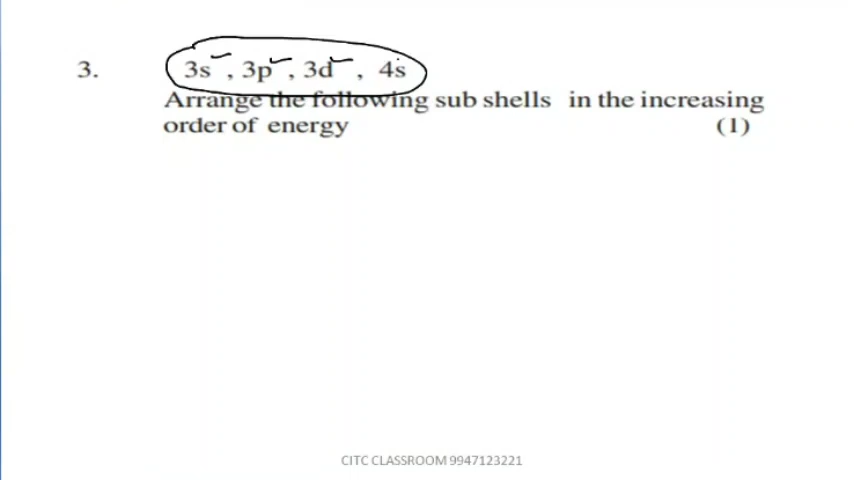 3. 3s , 3p , 3d , 4s
Arrange the following sub shells in the increasing
order of energy (1)
CITC CLASSROOM 9947123221